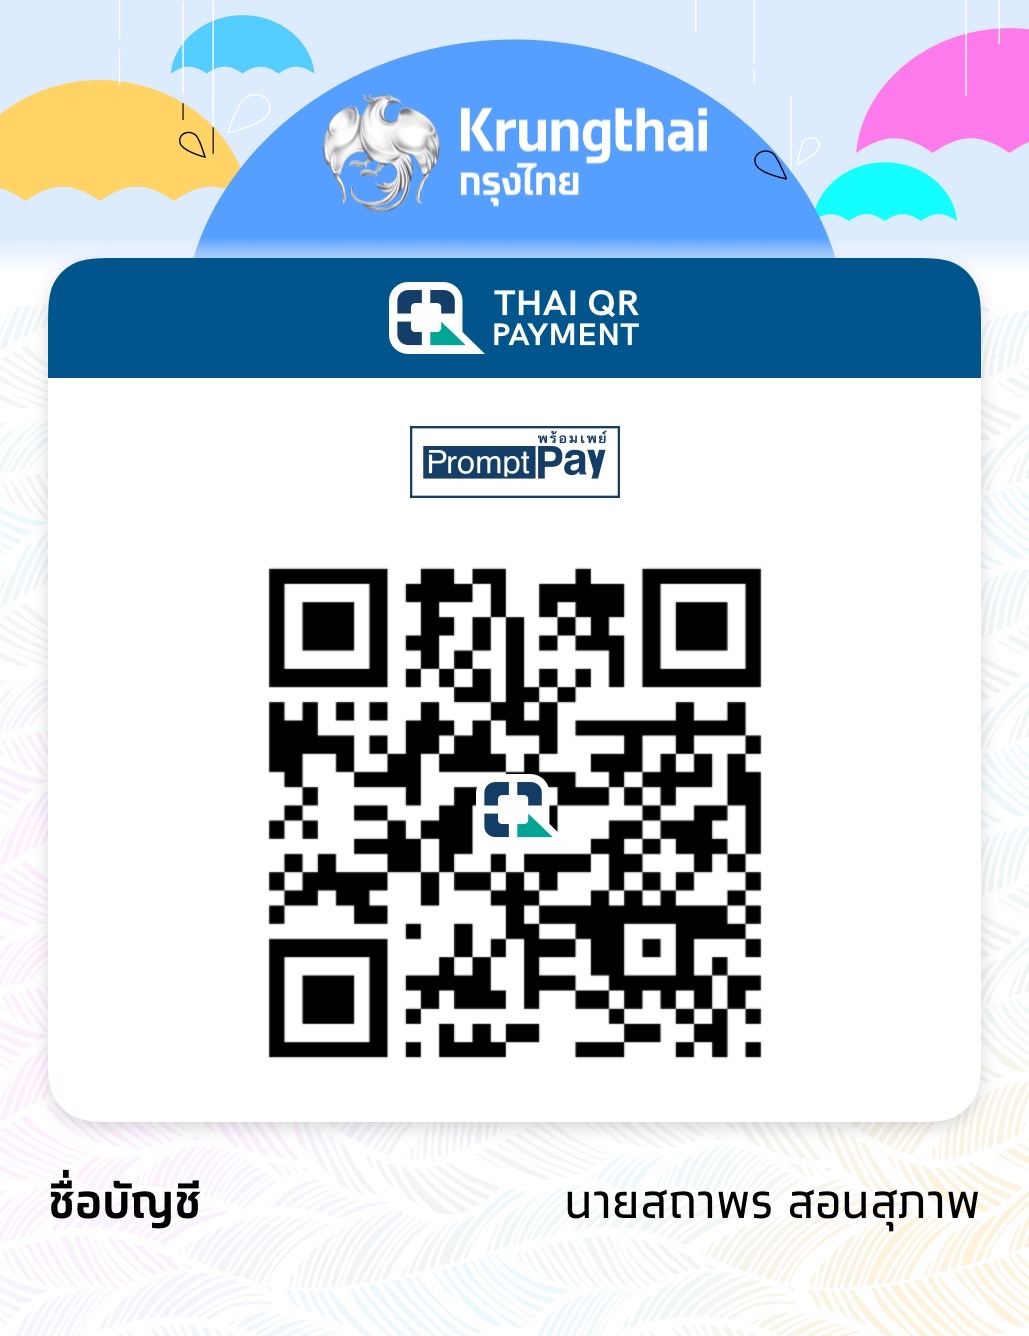 Krungthai
กรุงไทย
THAI QR
PAYMENT
พร้อมเพย์
PromptPay
ชื่อบัญชี นายสถาพร สอนสุภาพ